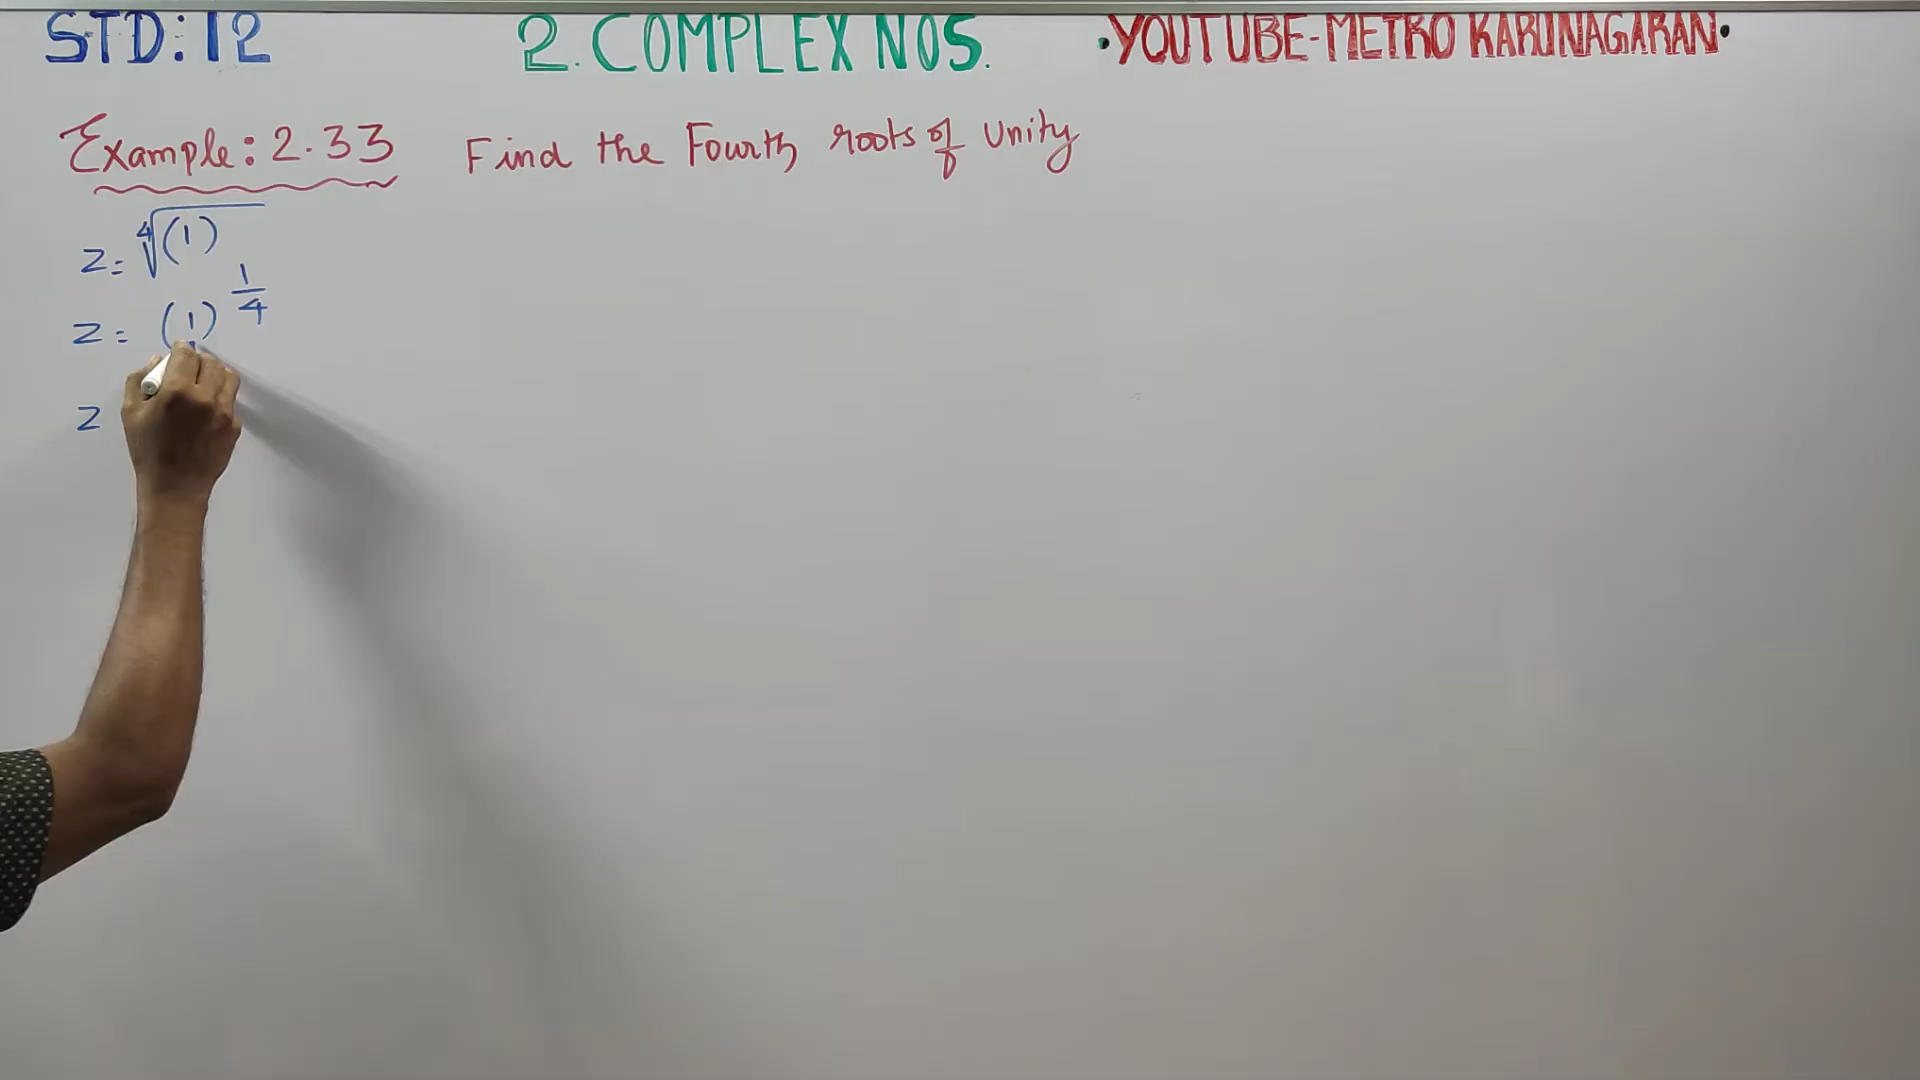 STD: 12 2. COMPLEX NOS. •YOUTUBE-METRO KARUNAGARAN•
Example: 2.33 Find the Fourth roots of Unity
z = ∜(1)
z = (1)^1/4
z